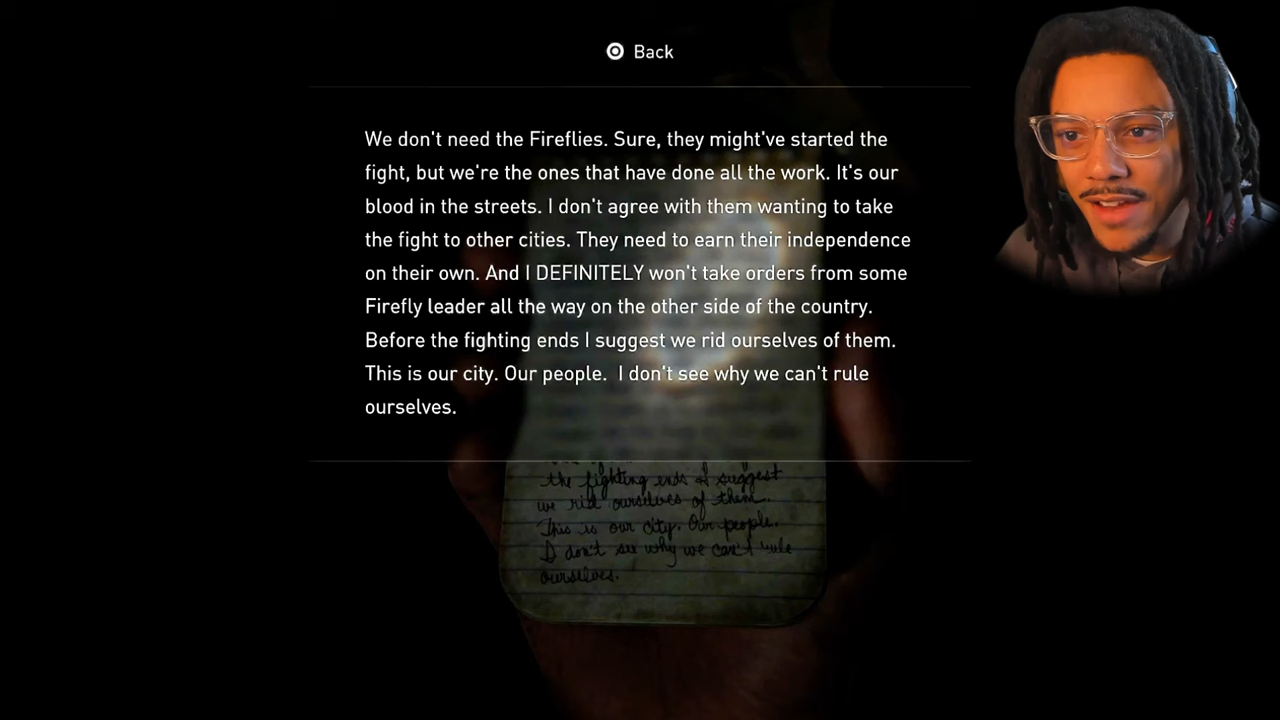 Back
We don't need the Fireflies. Sure, they might've started the
fight, but we're the ones that have done all the work. It's our
blood in the streets. I don't agree with them wanting to take
the fight to other cities. They need to earn their independence
on their own. And I DEFINITELY won't take orders from some
Firefly leader all the way on the other side of the country.
Before the fighting ends I suggest we rid ourselves of them.
This is our city. Our people.  I don't see why we can't rule
ourselves.
the fighting ends I suggest
we rid ourselves of them.
This is our city. Our people.
I don't see why we can't rule
ourselves.